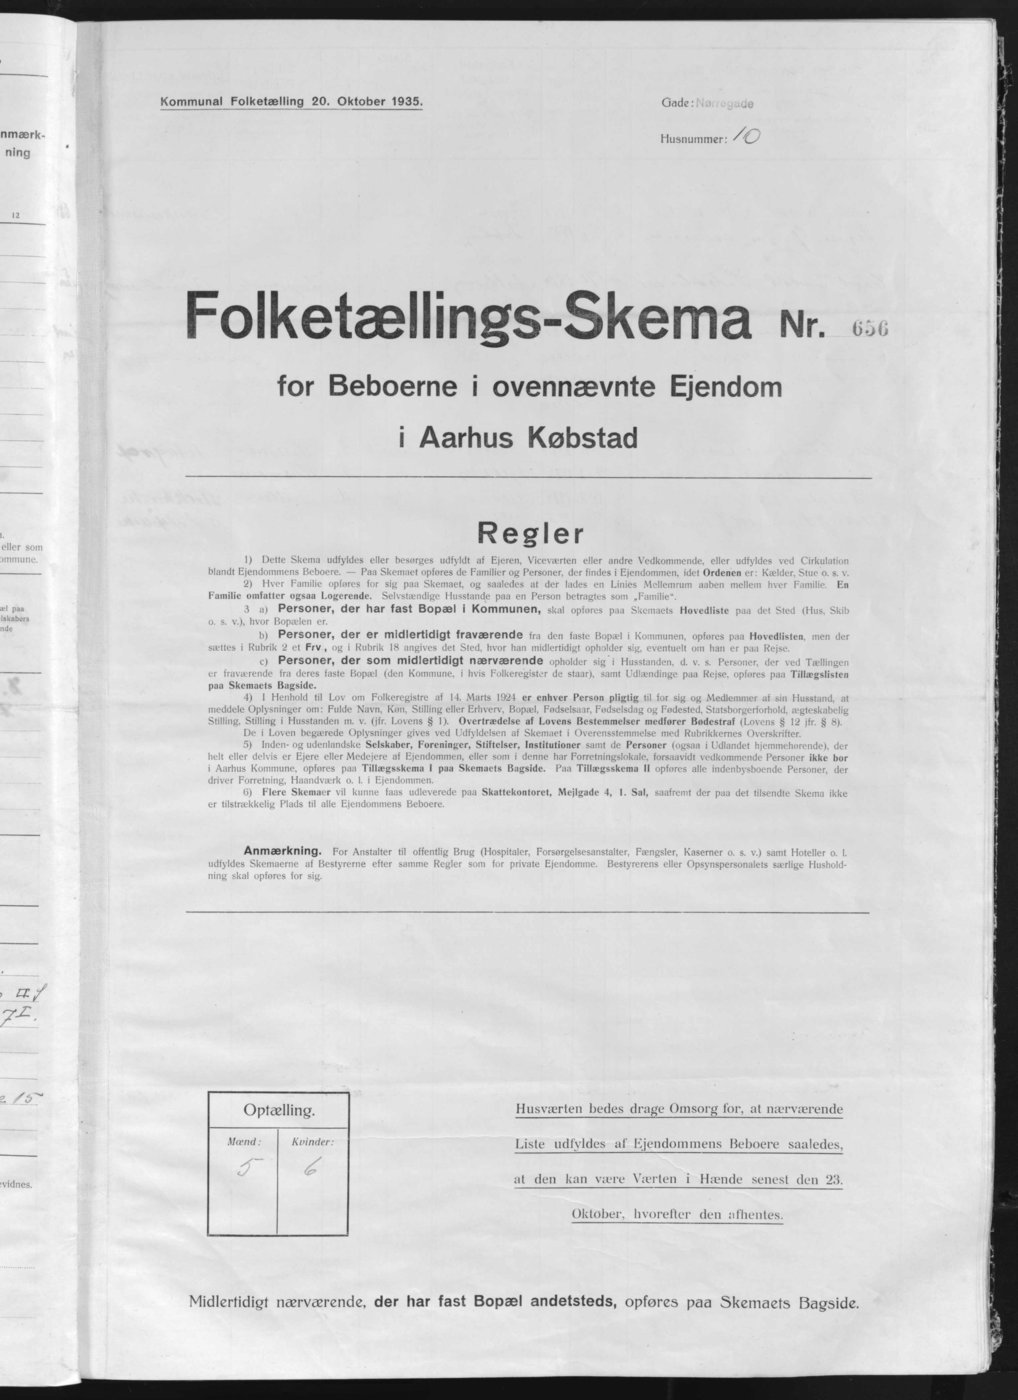 nmærk-
ning
12
eller som
ommune.
æl paa
lskabers
nde
15
evidnes.
Kommunal Folketælling 20. Oktober 1935.
Gade: Nørregade
Husnummer: 10
Folketællings-Skema Nr. 656
for Beboerne i ovennævnte Ejendom
i Aarhus Købstad
Regler
1) Dette Skema udfyldes eller besørges udfyldt af Ejeren, Viceværten eller andre Vedkommende, eller udfyldes ved Cirkulation
blandt Ejendommens Beboere. — Paa Skemaet opføres de Familier og Personer, der findes i Ejendommen, idet Ordenen er: Kælder, Stue o. s. v.
2) Hver Familie opføres for sig paa Skemaet, og saaledes at der lades en Linies Mellemrum aaben mellem hver Familie. En
Familie omfatter ogsaa Logerende. Selvstændige Husstande paa en Person betragtes som „Familie“.
3 a) Personer, der har fast Bopæl i Kommunen, skal opføres paa Skemaets Hovedliste paa det Sted (Hus, Skib
o. s. v.), hvor Bopælen er.
b) Personer, der er midlertidigt fraværende fra den faste Bopæl i Kommunen, opføres paa Hovedlisten, men der
sættes i Rubrik 2 et Frv., og i Rubrik 18 angives det Sted, hvor han midlertidigt opholder sig, eventuelt om han er paa Rejse.
c) Personer, der som midlertidigt nærværende opholder sig i Husstanden, d. v. s. Personer, der ved Tællingen
er fraværende fra deres faste Bopæl (den Kommune, i hvis Folkeregister de staar), samt Udlændinge paa Rejse, opføres paa Tillægslisten
paa Skemaets Bagside.
4) I Henhold til Lov om Folkeregistre af 14. Marts 1924 er enhver Person pligtig til for sig og Medlemmer af sin Husstand, at
meddele Oplysninger om: Fulde Navn, Køn, Stilling eller Erhverv, Bopæl, Fødselsaar, Fødselsdag og Fødested, Statsborgerforhold, ægteskabelig
Stilling, Stilling i Husstanden m. v. (jfr. Lovens § 1). Overtrædelse af Lovens Bestemmelser medfører Bødestraf (Lovens § 12 jfr. § 8).
De i Loven begærede Oplysninger gives ved Udfyldelsen af Skemaet i Overensstemmelse med Rubrikkernes Overskrifter.
5) Inden- og udenlandske Selskaber, Foreninger, Stiftelser, Institutioner samt de Personer (ogsaa i Udlandet hjemmehørende), der
helt eller delvis er Ejere eller Medejere af Ejendommen, eller som i denne har Forretningslokale, forsaavidt vedkommende Personer ikke bor
i Aarhus Kommune, opføres paa Tillægsskema I paa Skemaets Bagside. Paa Tillægsskema II opføres alle indenbysboende Personer, der
driver Forretning, Haandværk o. l. i Ejendommen.
6) Flere Skemaer vil kunne faas udleverede paa Skattekontoret, Mejlgade 4, 1. Sal, saafremt der paa det tilsendte Skema ikke
er tilstrækkelig Plads til alle Ejendommens Beboere.
Anmærkning. For Anstalter til offentlig Brug (Hospitaler, Forsørgelsesanstalter, Fængsler, Kaserner o. s. v.) samt Hoteller o. l.
udfyldes Skemaerne af Bestyrerne efter samme Regler som for private Ejendomme. Bestyrerens eller Opsynspersonalets særlige Hushold-
ning skal opføres for sig.
Optælling.
Mænd: Kvinder:
5 6
Husværten bedes drage Omsorg for, at nærværende
Liste udfyldes af Ejendommens Beboere saaledes,
at den kan være Værten i Hænde senest den 23.
Oktober, hvorefter den afhentes.
Midlertidigt nærværende, der har fast Bopæl andetsteds, opføres paa Skemaets Bagside.